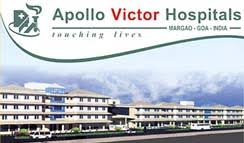 Apollo Victor Hospitals
MARGAO - GOA - INDIA
touching lives